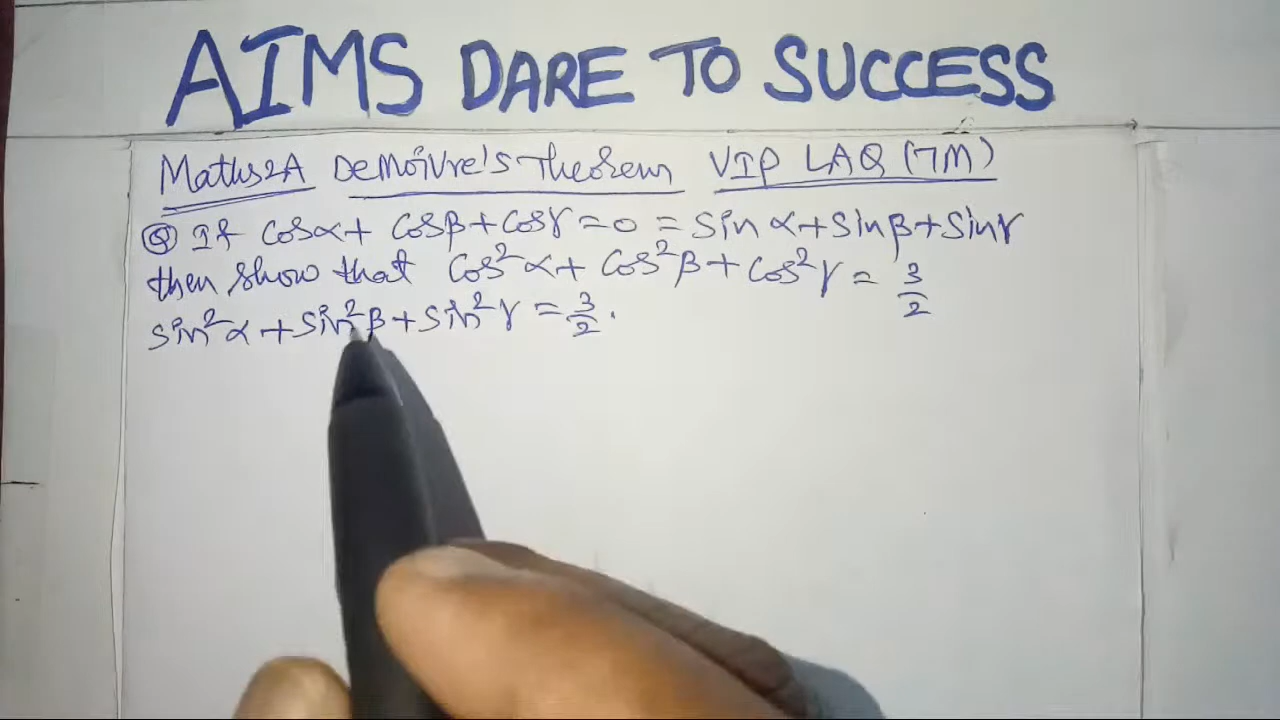 AIMS DARE TO SUCCESS
Maths2A DeMoivre's Theorem VIP LAQ (7M)
Q If cosα + cosβ + cosγ = 0 = sinα + sinβ + sinγ
then show that cos²α + cos²β + cos²γ = 3/2
sin²α + sin²β + sin²γ = 3/2.